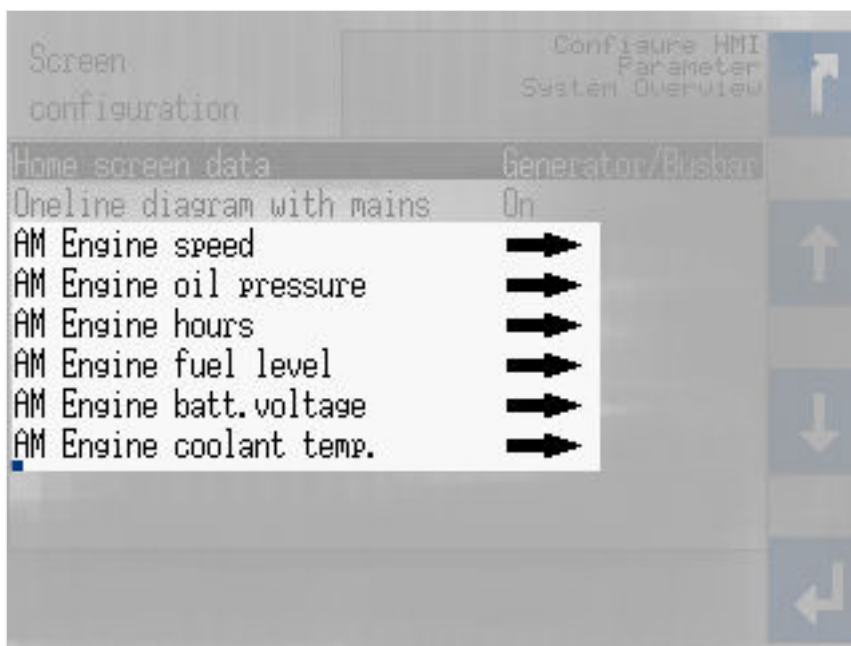 Screen
configuration
Configure HMI
Parameter
System Overview
Home screen data Generator/Busbar
Oneline diagram with mains On
AM Engine speed
AM Engine oil pressure
AM Engine hours
AM Engine fuel level
AM Engine batt.voltage
AM Engine coolant temp.